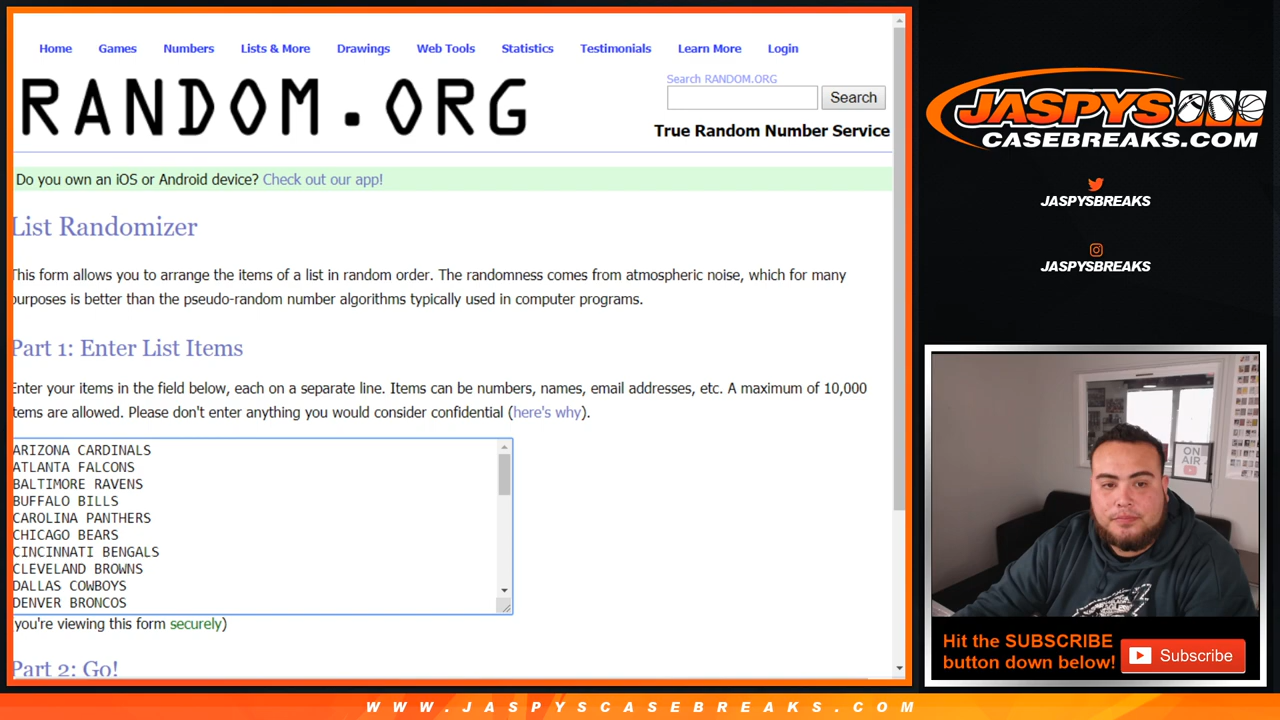 Home Games Numbers Lists & More Drawings Web Tools Statistics Testimonials Learn More Login
RANDOM.ORG
Search RANDOM.ORG
Search
True Random Number Service
Do you own an iOS or Android device? Check out our app!
List Randomizer
This form allows you to arrange the items of a list in random order. The randomness comes from atmospheric noise, which for many
purposes is better than the pseudo-random number algorithms typically used in computer programs.
Part 1: Enter List Items
Enter your items in the field below, each on a separate line. Items can be numbers, names, email addresses, etc. A maximum of 10,000
items are allowed. Please don't enter anything you would consider confidential (here's why).
ARIZONA CARDINALS
ATLANTA FALCONS
BALTIMORE RAVENS
BUFFALO BILLS
CAROLINA PANTHERS
CHICAGO BEARS
CINCINNATI BENGALS
CLEVELAND BROWNS
DALLAS COWBOYS
DENVER BRONCOS
(you're viewing this form securely)
Part 2: Go!
JASPYS
CASEBREAKS.COM
JASPYSBREAKS
JASPYSBREAKS
ON
AIR
Hit the SUBSCRIBE
button down below!
Subscribe
WWW.JASPYSCASEBREAKS.COM